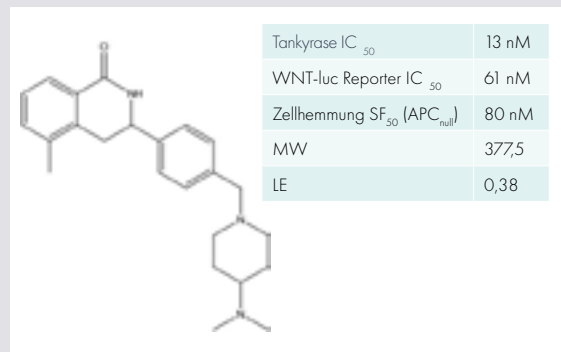 O
NH
N
N
Tankyrase IC 50 13 nM
WNT-luc Reporter IC 50 61 nM
Zellhemmung SF50 (APCnull) 80 nM
MW 377,5
LE 0,38